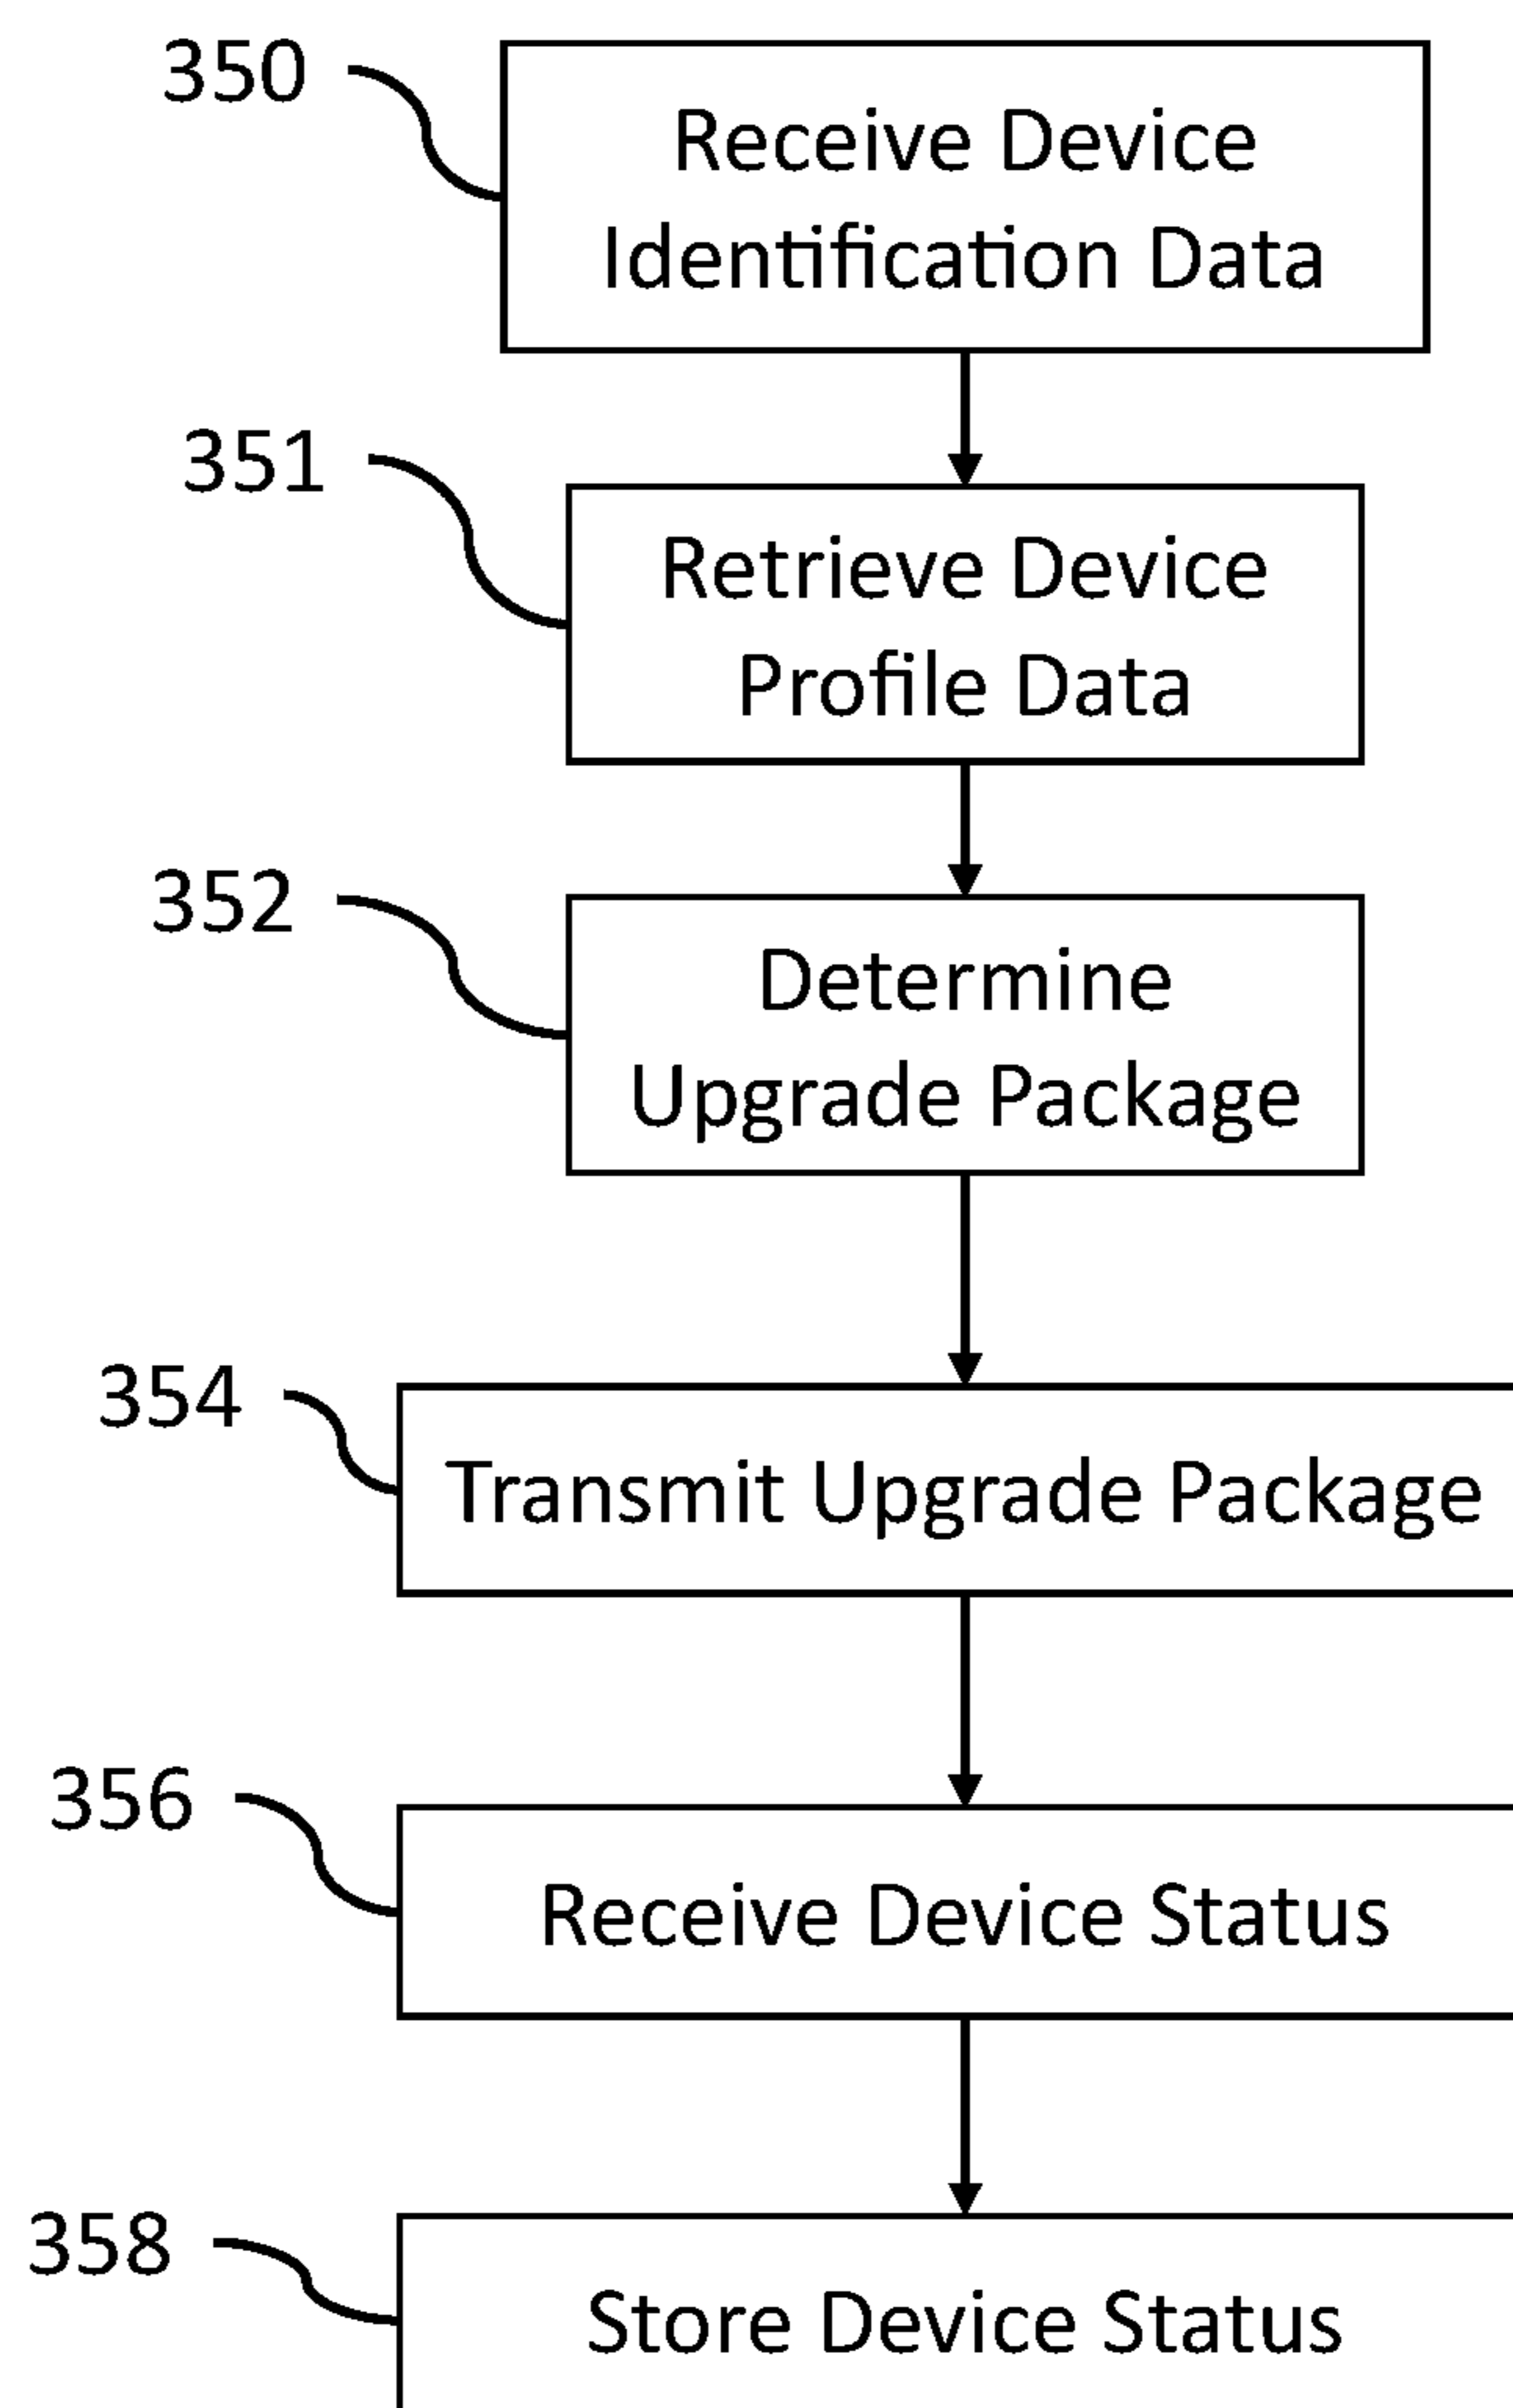 350
Receive Device
Identification Data
351
Retrieve Device
Profile Data
352
Determine
Upgrade Package
354
Transmit Upgrade Package
356
Receive Device Status
358
Store Device Status